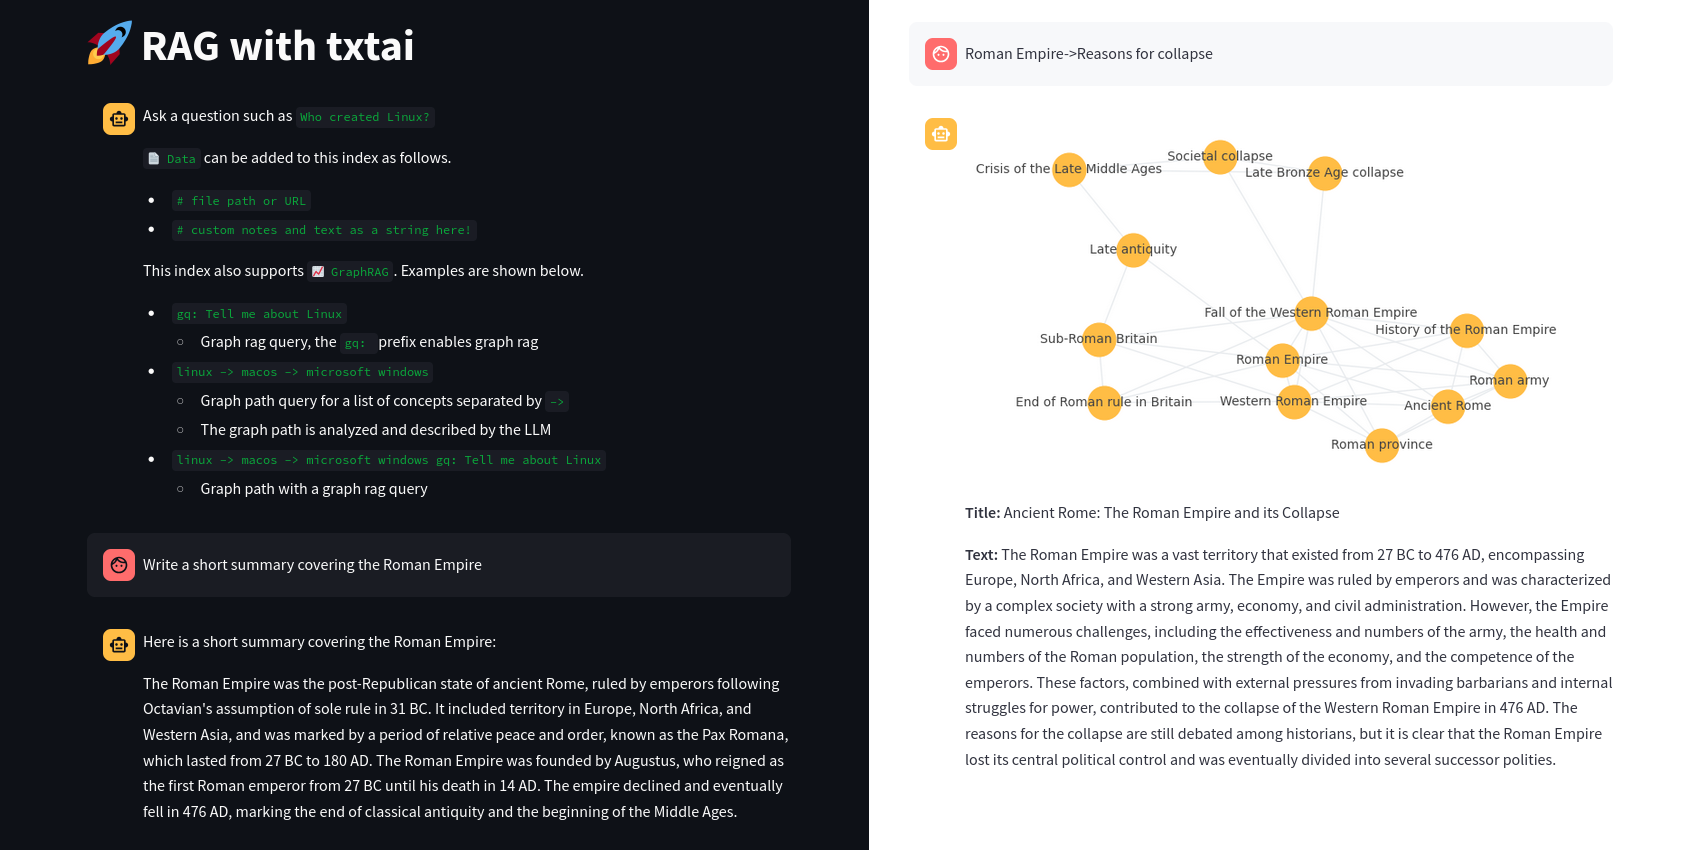 RAG with txtai
Ask a question such as Who created Linux?
Data can be added to this index as follows.
# file path or URL
# custom notes and text as a string here!
This index also supports GraphRAG. Examples are shown below.
gq: Tell me about Linux
Graph rag query, the gq: prefix enables graph rag
linux -> macos -> microsoft windows
Graph path query for a list of concepts separated by ->
The graph path is analyzed and described by the LLM
linux -> macos -> microsoft windows gq: Tell me about Linux
Graph path with a graph rag query
Write a short summary covering the Roman Empire
Here is a short summary covering the Roman Empire:
The Roman Empire was the post-Republican state of ancient Rome, ruled by emperors following
Octavian's assumption of sole rule in 31 BC. It included territory in Europe, North Africa, and
Western Asia, and was marked by a period of relative peace and order, known as the Pax Romana,
which lasted from 27 BC to 180 AD. The Roman Empire was founded by Augustus, who reigned as
the first Roman emperor from 27 BC until his death in 14 AD. The empire declined and eventually
fell in 476 AD, marking the end of classical antiquity and the beginning of the Middle Ages.
Roman Empire->Reasons for collapse
Societal collapse
Crisis of the Late Middle Ages
Late Bronze Age collapse
Late antiquity
Fall of the Western Roman Empire
History of the Roman Empire
Sub-Roman Britain
Roman Empire
Roman army
End of Roman rule in Britain
Western Roman Empire
Ancient Rome
Roman province
Title: Ancient Rome: The Roman Empire and its Collapse
Text: The Roman Empire was a vast territory that existed from 27 BC to 476 AD, encompassing
Europe, North Africa, and Western Asia. The Empire was ruled by emperors and was characterized
by a complex society with a strong army, economy, and civil administration. However, the Empire
faced numerous challenges, including the effectiveness and numbers of the army, the health and
numbers of the Roman population, the strength of the economy, and the competence of the
emperors. These factors, combined with external pressures from invading barbarians and internal
struggles for power, contributed to the collapse of the Western Roman Empire in 476 AD. The
reasons for the collapse are still debated among historians, but it is clear that the Roman Empire
lost its central political control and was eventually divided into several successor polities.